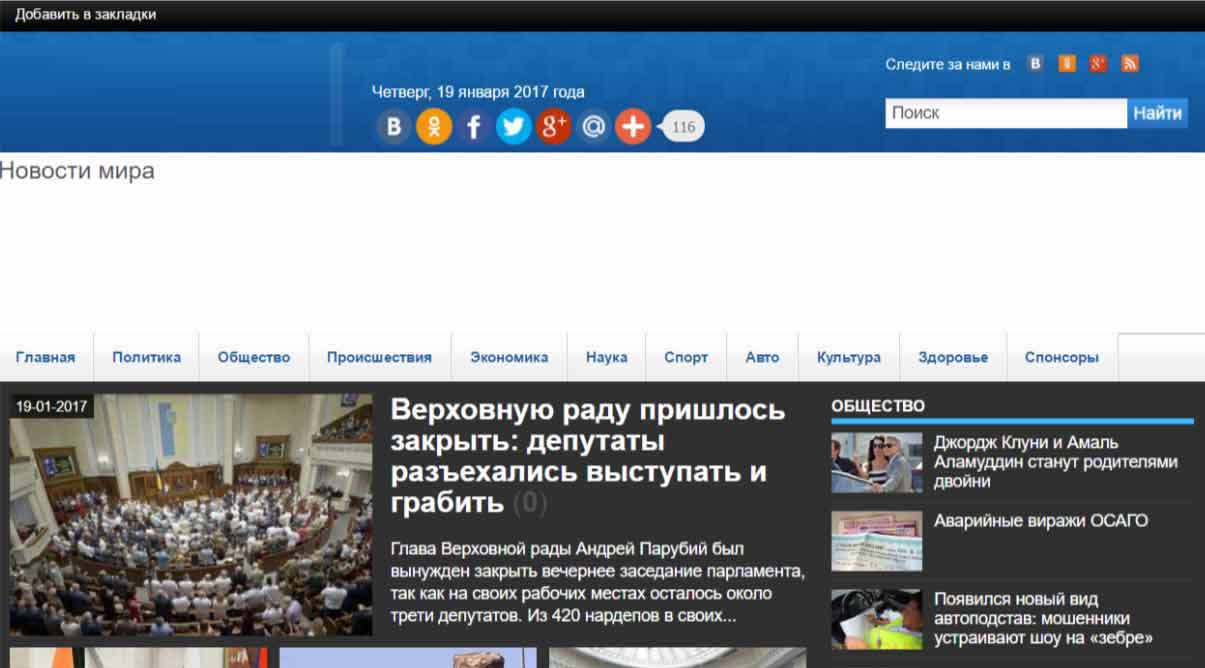 Добавить в закладки
Следите за нами в
Четверг, 19 января 2017 года
116
Поиск
Найти
Новости мира
Главная
Политика
Общество
Происшествия
Экономика
Наука
Спорт
Авто
Культура
Здоровье
Спонсоры
19-01-2017
Верховную раду пришлось
закрыть: депутаты
разъехались выступать и
грабить (0)
Глава Верховной рады Андрей Парубий был
вынужден закрыть вечернее заседание парламента,
так как на своих рабочих местах осталось около
трети депутатов. Из 420 нардепов в своих...
ОБЩЕСТВО
Джордж Клуни и Амаль
Аламуддин станут родителями
двойни
Аварийные виражи ОСАГО
Появился новый вид
автоподстав: мошенники
устраивают шоу на «зебре»